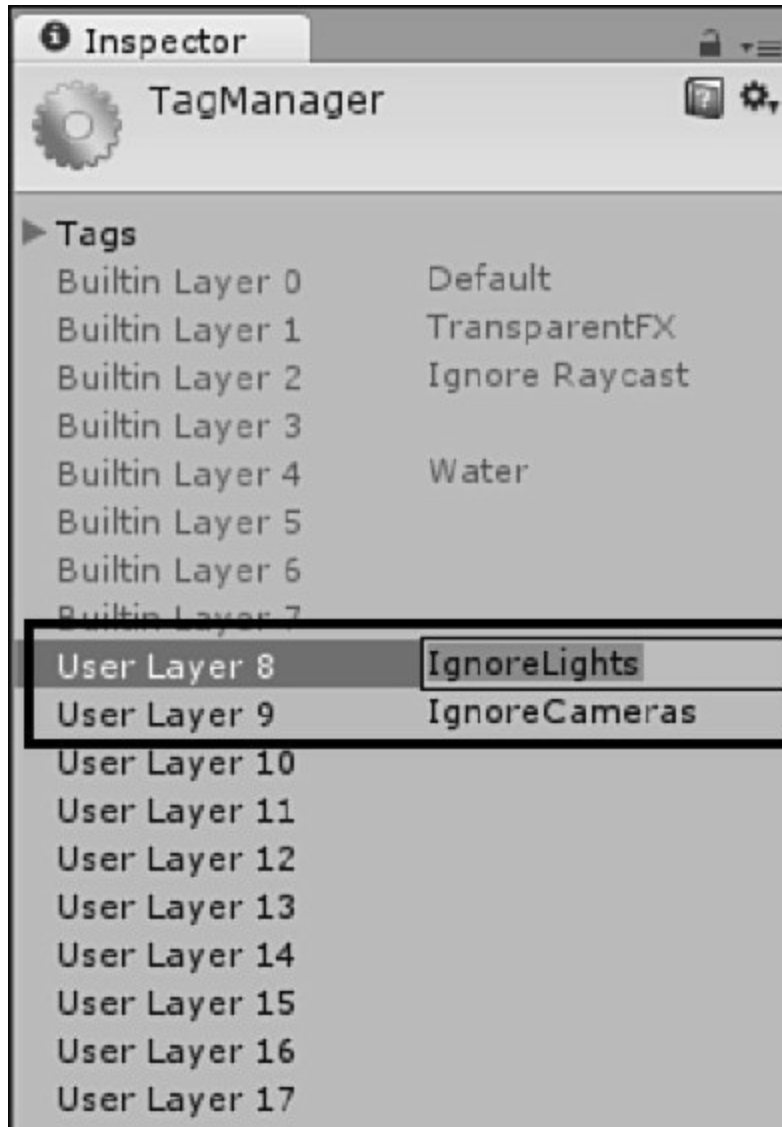 Inspector
TagManager
Tags
Builtin Layer 0 Default
Builtin Layer 1 TransparentFX
Builtin Layer 2 Ignore Raycast
Builtin Layer 3
Builtin Layer 4 Water
Builtin Layer 5
Builtin Layer 6
Builtin Layer 7
User Layer 8 IgnoreLights
User Layer 9 IgnoreCameras
User Layer 10
User Layer 11
User Layer 12
User Layer 13
User Layer 14
User Layer 15
User Layer 16
User Layer 17